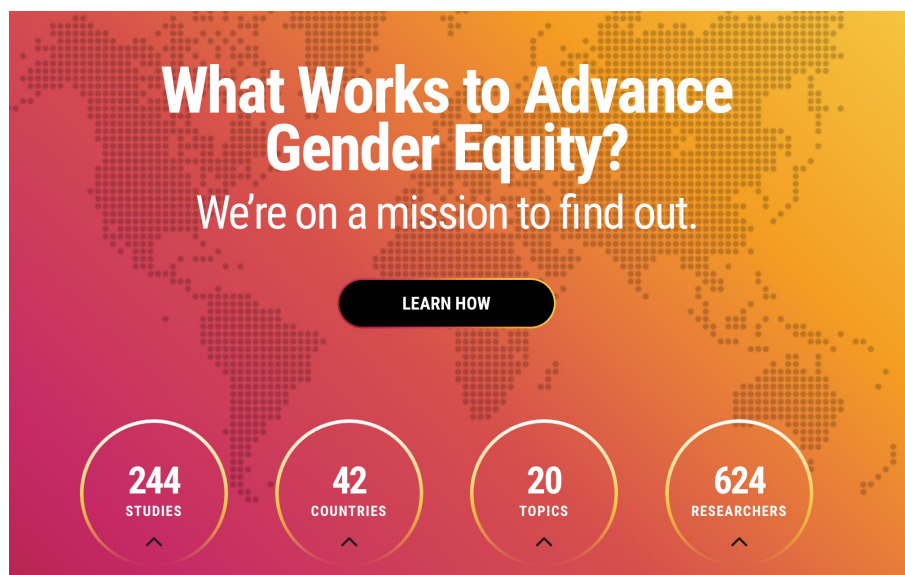 What Works to Advance
Gender Equity?
We’re on a mission to find out.
LEARN HOW
244
STUDIES
42
COUNTRIES
20
TOPICS
624
RESEARCHERS